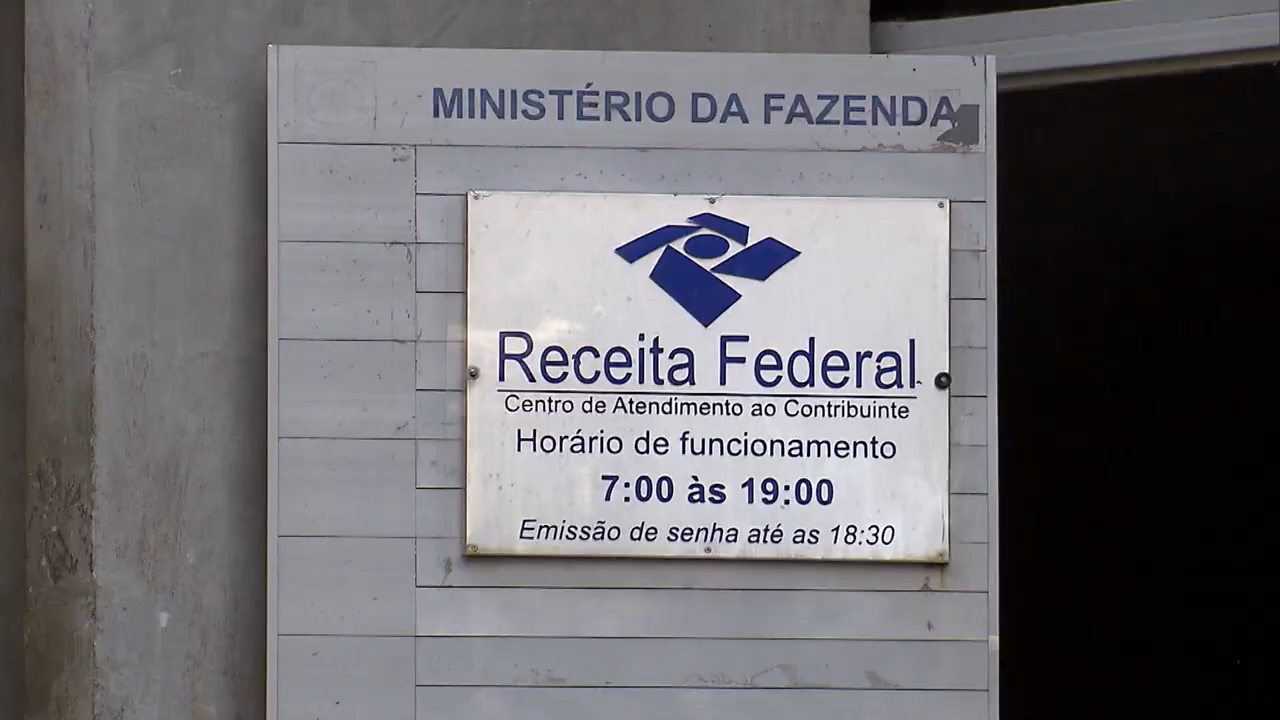 MINISTÉRIO DA FAZENDA
Receita Federal
Centro de Atendimento ao Contribuinte
Horário de funcionamento
7:00 às 19:00
Emissão de senha até as 18:30